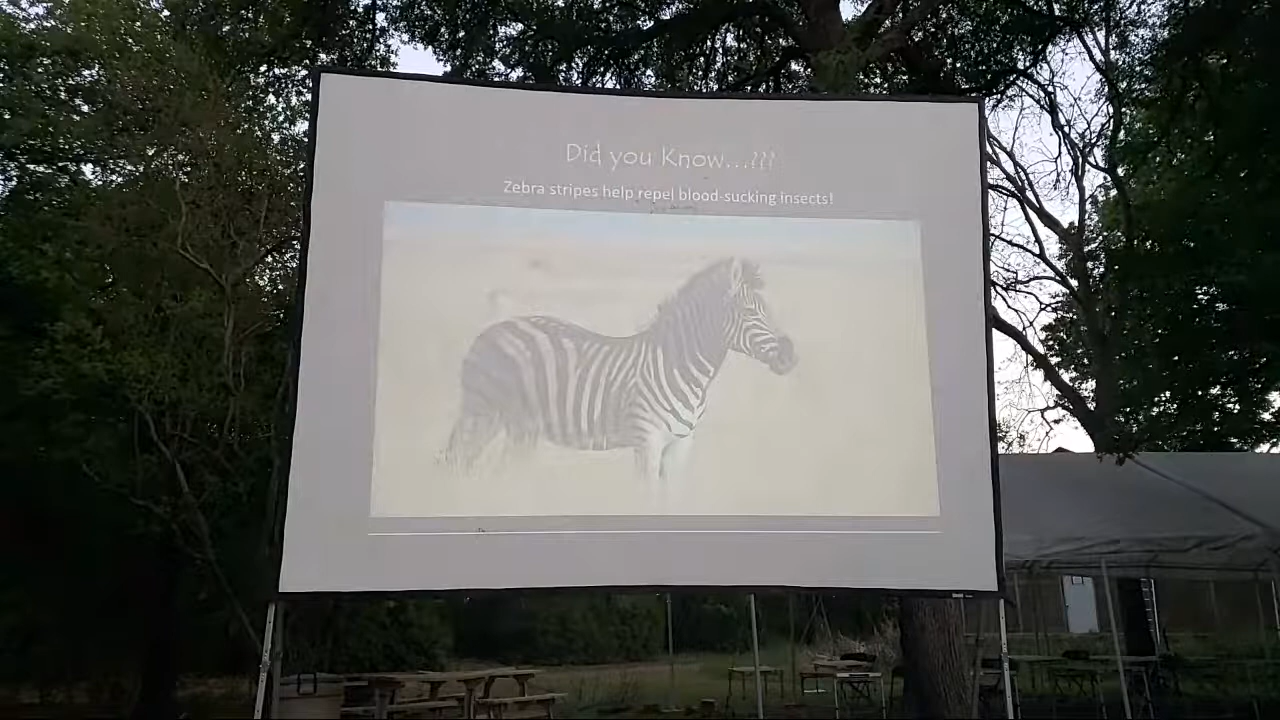 Did you Know...???
Zebra stripes help repel blood-sucking insects!